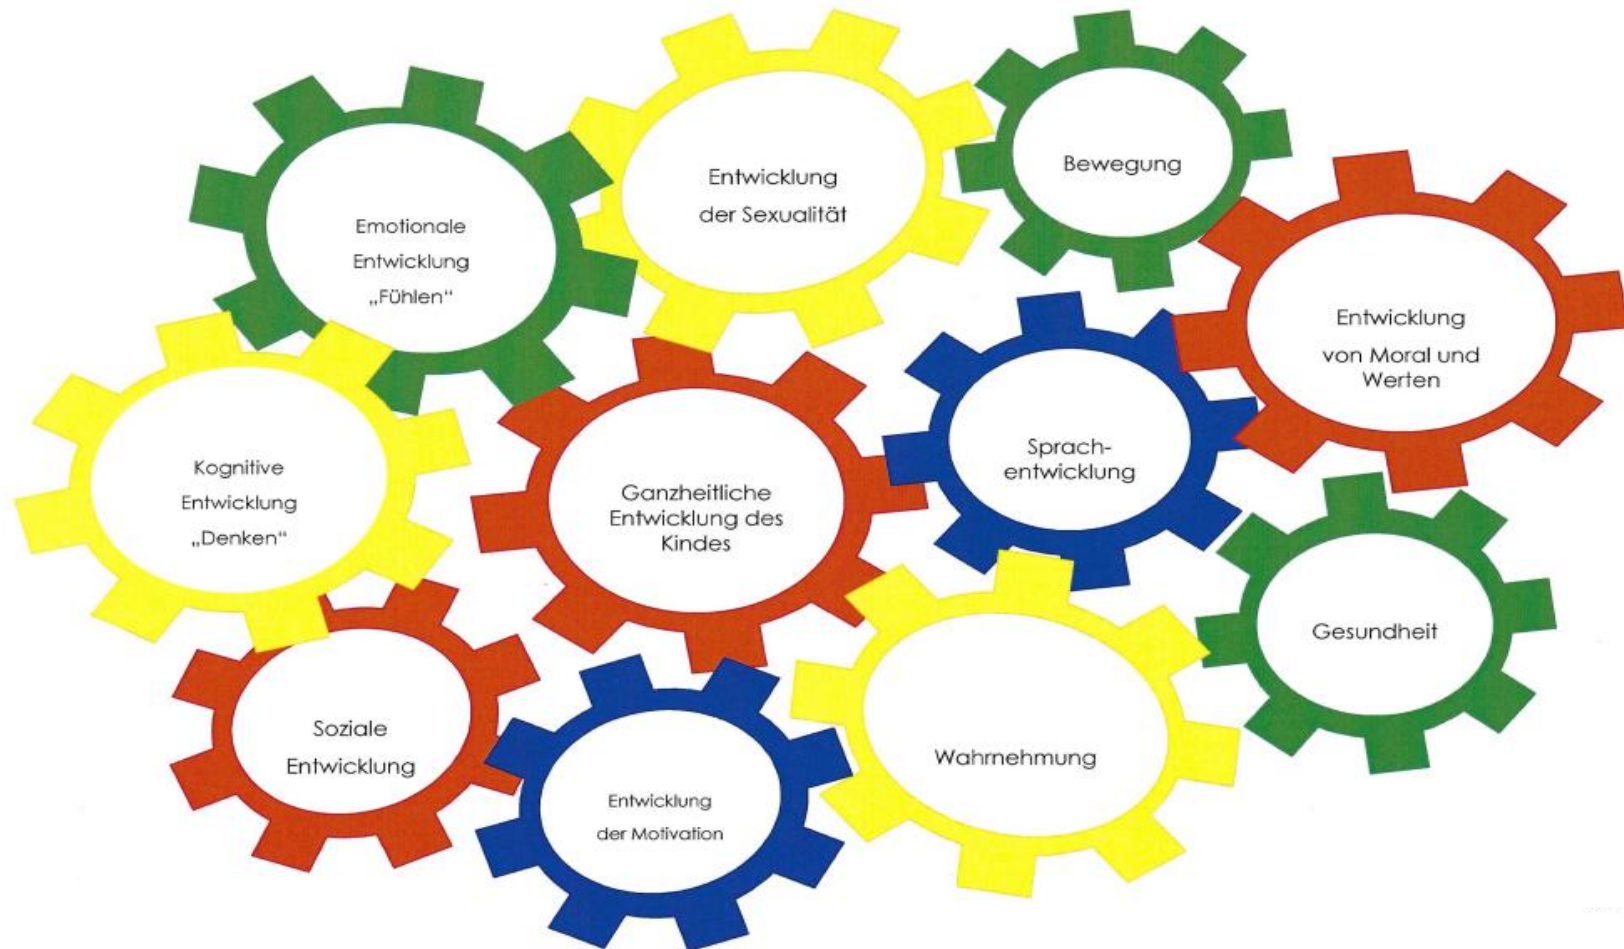 Entwicklung
der Sexualität
Bewegung
Emotionale
Entwicklung
„Fühlen“
Entwicklung
von Moral und
Werten
Sprach-
entwicklung
Kognitive
Entwicklung
„Denken“
Ganzheitliche
Entwicklung des
Kindes
Gesundheit
Soziale
Entwicklung
Wahrnehmung
Entwicklung
der Motivation